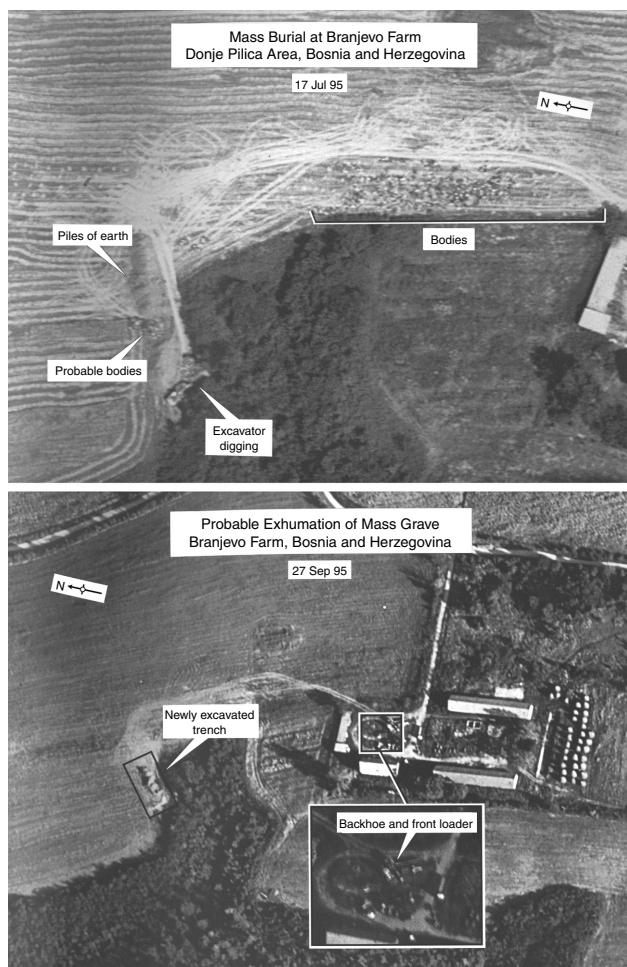 Mass Burial at Branjevo Farm
Donje Pilica Area, Bosnia and Herzegovina
17 Jul 95
N
Piles of earth
Bodies
Probable bodies
Excavator
digging
Probable Exhumation of Mass Grave
Branjevo Farm, Bosnia and Herzegovina
27 Sep 95
N
Newly excavated
trench
Backhoe and front loader